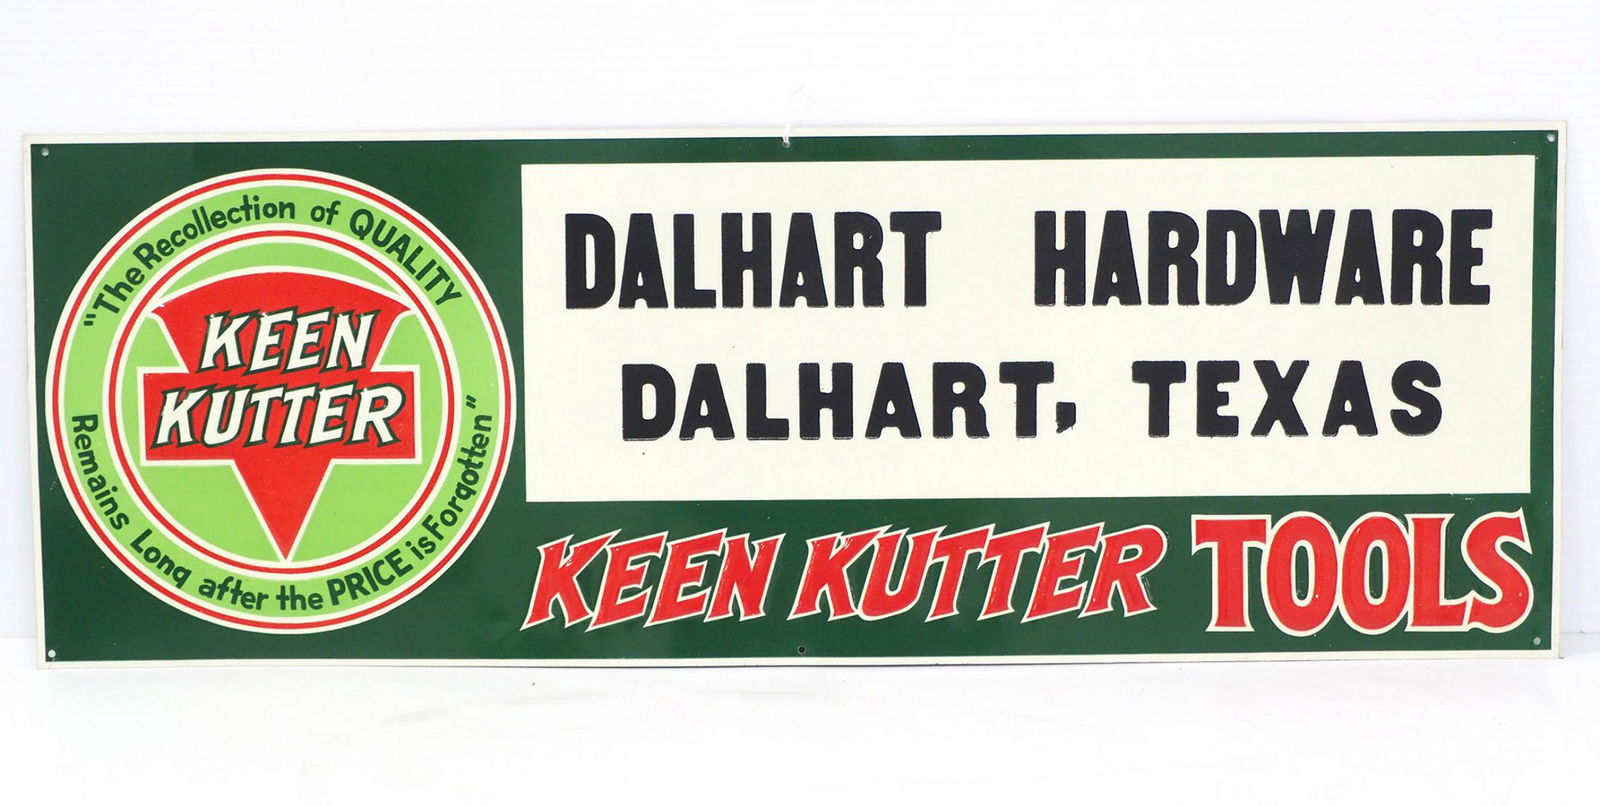 "The Recollection of QUALITY
Remains Long after the PRICE is Forgotten"
KEEN
KUTTER
DALHART HARDWARE
DALHART, TEXAS
KEEN KUTTER TOOLS